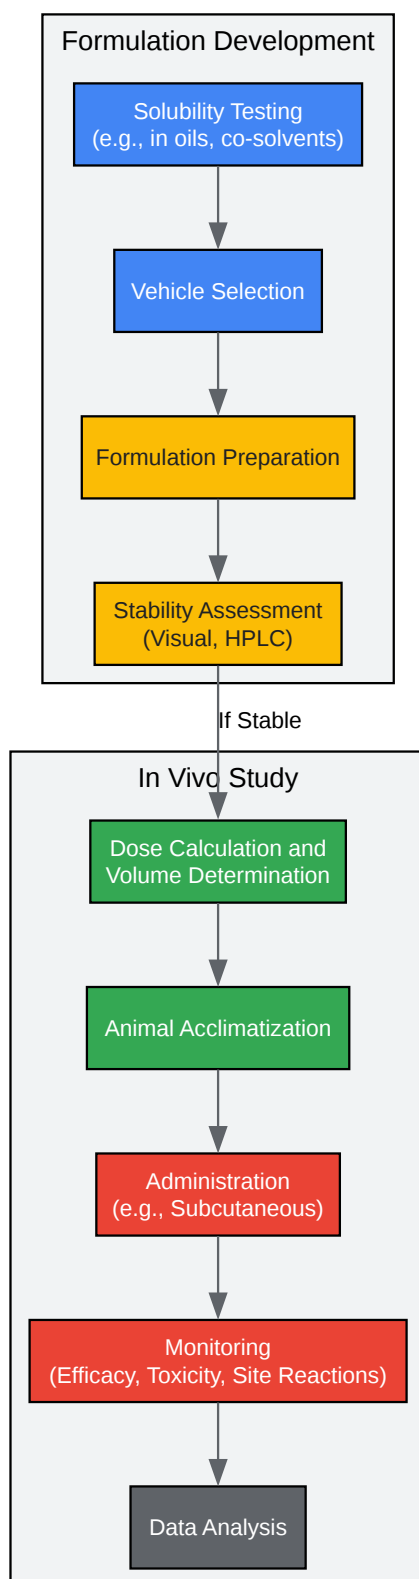 Formulation Development
Solubility Testing
(e.g., in oils, co-solvents)
Vehicle Selection
Formulation Preparation
Stability Assessment
(Visual, HPLC)
If Stable
In Vivo Study
Dose Calculation and
Volume Determination
Animal Acclimatization
Administration
(e.g., Subcutaneous)
Monitoring
(Efficacy, Toxicity, Site Reactions)
Data Analysis